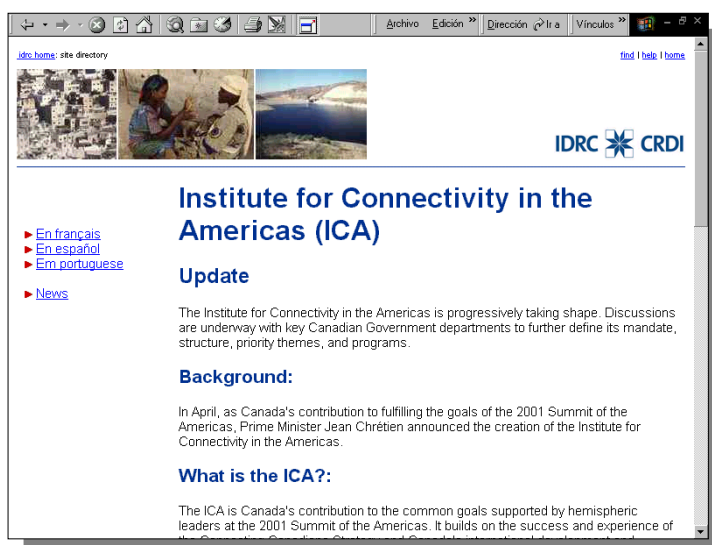 Archivo Edición » Dirección Ir a Vínculos »
idrc home: site directory
find | help | home
IDRC CRDI
Institute for Connectivity in the
Americas (ICA)
En français
En español
Em portuguese
News
Update
The Institute for Connectivity in the Americas is progressively taking shape. Discussions
are underway with key Canadian Government departments to further define its mandate,
structure, priority themes, and programs.
Background:
In April, as Canada's contribution to fulfilling the goals of the 2001 Summit of the
Americas, Prime Minister Jean Chrétien announced the creation of the Institute for
Connectivity in the Americas.
What is the ICA?:
The ICA is Canada's contribution to the common goals supported by hemispheric
leaders at the 2001 Summit of the Americas. It builds on the success and experience of